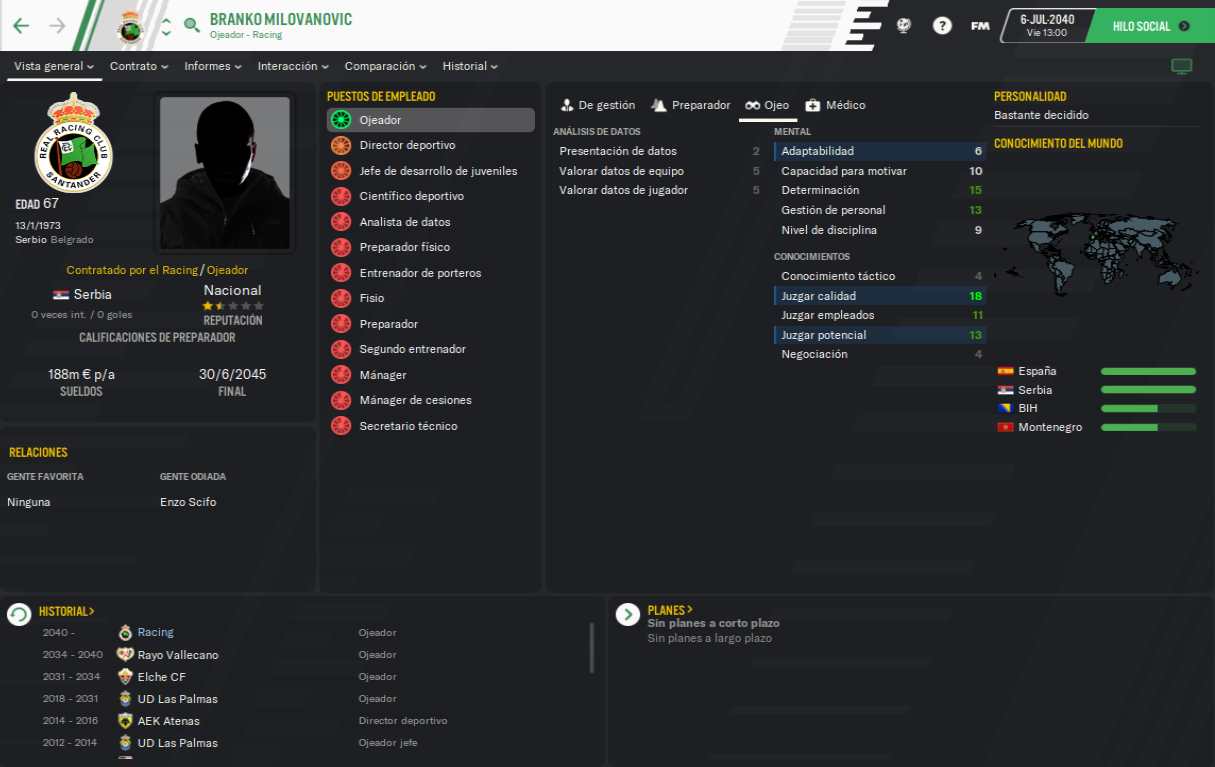 BRANKO MILOVANOVIC
Ojeador - Racing
?
FM
6-JUL-2040
Vie 13:00
HILO SOCIAL
Vista general
Contrato
Informes
Interacción
Comparación
Historial
REAL RACING CLUB
SANTANDER
EDAD 67
13/1/1973
Serbio Belgrado
Contratado por el Racing / Ojeador
Serbia
0 veces int. / 0 goles
Nacional
REPUTACIÓN
CALIFICACIONES DE PREPARADOR
188m € p/a
SUELDOS
30/6/2045
FINAL
RELACIONES
GENTE FAVORITA
GENTE ODIADA
Ninguna
Enzo Scifo
PUESTOS DE EMPLEADO
Ojeador
Director deportivo
Jefe de desarrollo de juveniles
Científico deportivo
Analista de datos
Preparador físico
Entrenador de porteros
Fisio
Preparador
Segundo entrenador
Mánager
Mánager de cesiones
Secretario técnico
De gestión
Preparador
Ojeo
Médico
ANÁLISIS DE DATOS
Presentación de datos 2
Valorar datos de equipo 5
Valorar datos de jugador 5
MENTAL
Adaptabilidad 6
Capacidad para motivar 10
Determinación 15
Gestión de personal 13
Nivel de disciplina 9
CONOCIMIENTOS
Conocimiento táctico 4
Juzgar calidad 18
Juzgar empleados 11
Juzgar potencial 13
Negociación 4
PERSONALIDAD
Bastante decidido
CONOCIMIENTO DEL MUNDO
España
Serbia
BIH
Montenegro
HISTORIAL >
2040 - Racing Ojeador
2034 - 2040 Rayo Vallecano Ojeador
2031 - 2034 Elche CF Ojeador
2018 - 2031 UD Las Palmas Ojeador
2014 - 2016 AEK Atenas Director deportivo
2012 - 2014 UD Las Palmas Ojeador jefe
PLANES >
Sin planes a corto plazo
Sin planes a largo plazo